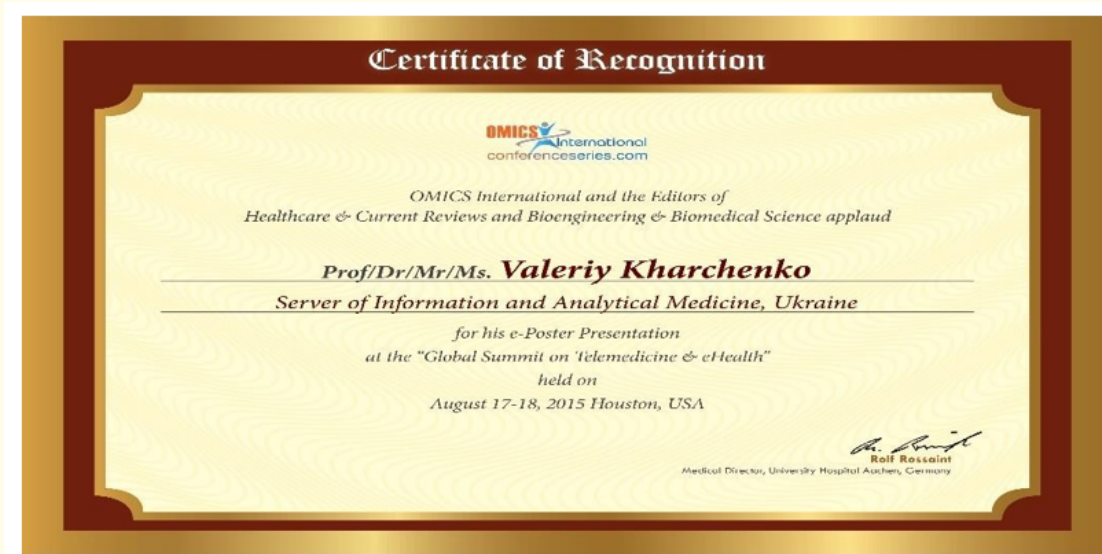 Certificate of Recognition
OMICS International
conferenceseries.com
OMICS International and the Editors of
Healthcare & Current Reviews and Bioengineering & Biomedical Science applaud
Prof/Dr/Mr/Ms. Valeriy Kharchenko
Server of Information and Analytical Medicine, Ukraine
for his e-Poster Presentation
at the "Global Summit on Telemedicine & eHealth"
held on
August 17-18, 2015 Houston, USA
Rolf Rossaint
Medical Director, University Hospital Aachen, Germany